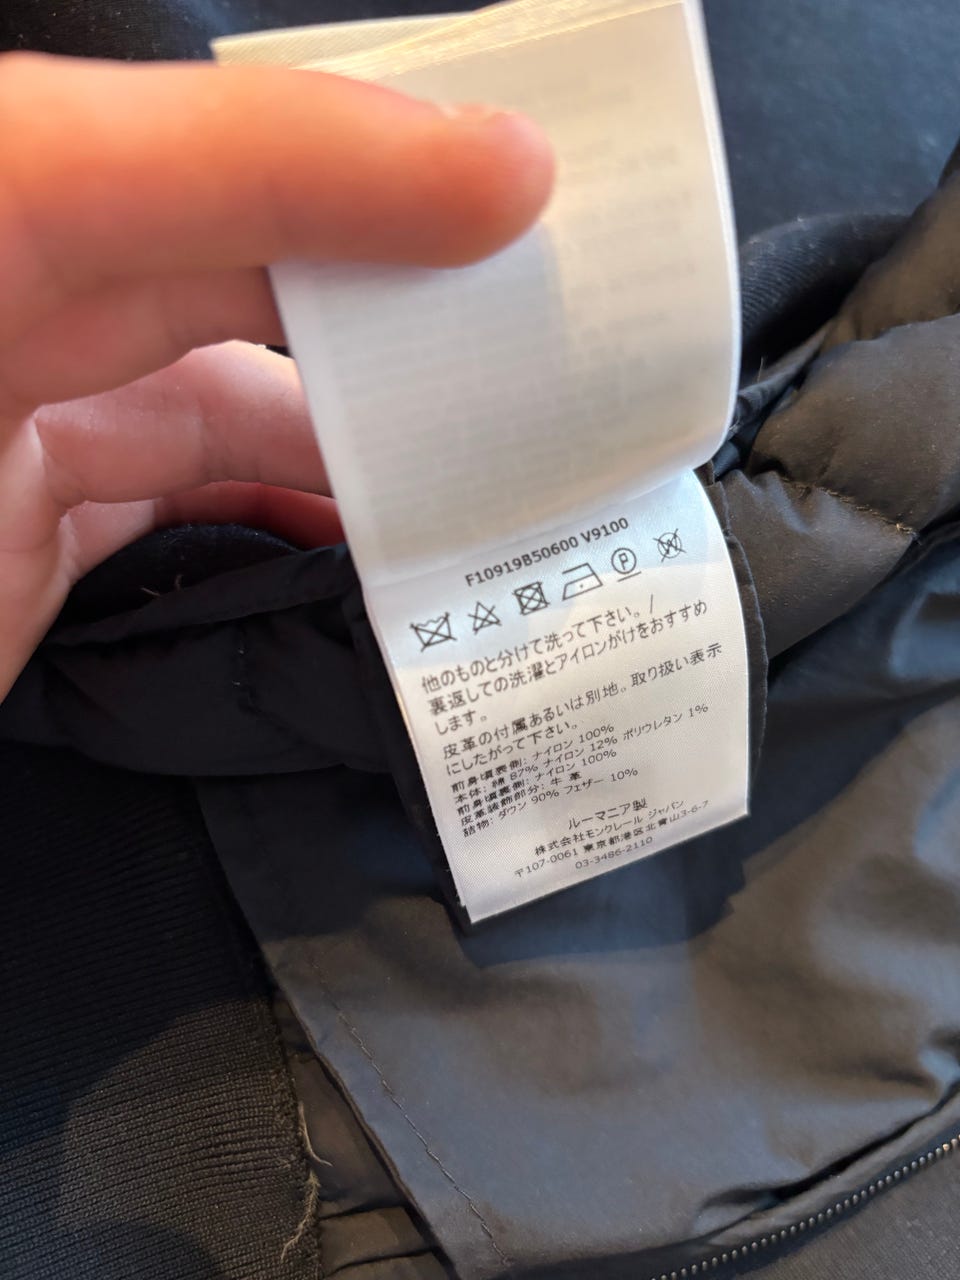 F10919B50600 V9100
P
W
他のものと分けて洗って下さい。/
裏返しての洗濯とアイロンがけをおすすめ
します。
皮革の付属あるいは別地。取り扱い表示
にしたがって下さい。
前身頃表側: ナイロン 100%
本体: 綿 87% ナイロン 12% ポリウレタン 1%
前身頃裏側: ナイロン 100%
皮革装飾部分: 牛 革
詰物: ダウン 90% フェザー 10%
ルーマニア製
株式会社モンクレール ジャパン
〒107-0061 東京都港区北青山3-6-7
03-3486-2110